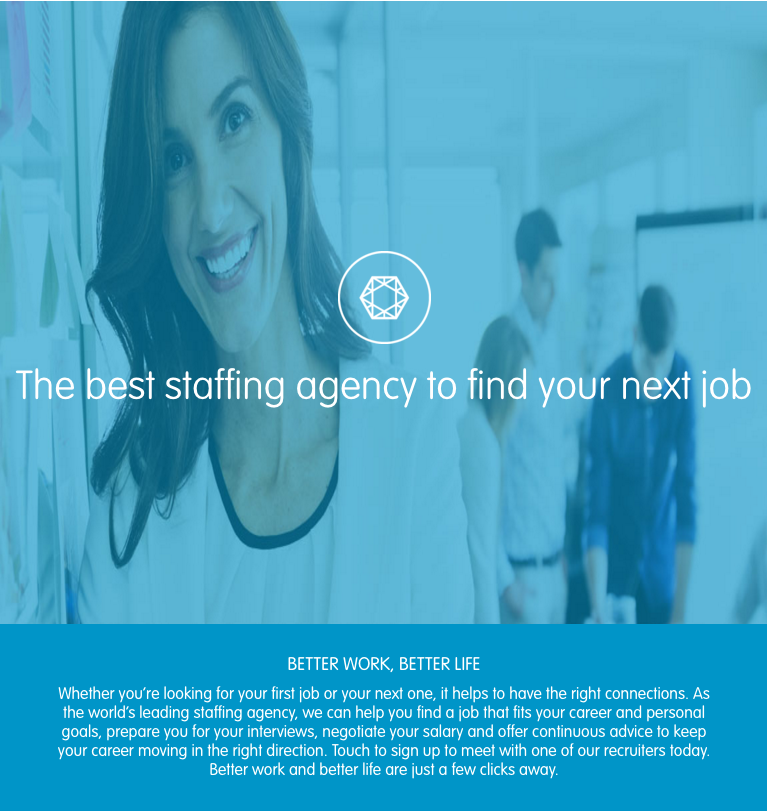 The best staffing agency to find your next job
BETTER WORK, BETTER LIFE
Whether you're looking for your first job or your next one, it helps to have the right connections. As
the world's leading staffing agency, we can help you find a job that fits your career and personal
goals, prepare you for your interviews, negotiate your salary and offer continuous advice to keep
your career moving in the right direction. Touch to sign up to meet with one of our recruiters today.
Better work and better life are just a few clicks away.